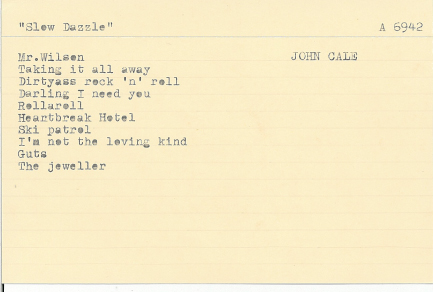 "Slow Dazzle" A 6942
Mr.Wilson JOHN CALE
Taking it all away
Dirtyass rock 'n' roll
Darling I need you
Rollaroll
Heartbreak Hotel
Ski patrol
I'm not the loving kind
Guts
The jeweller